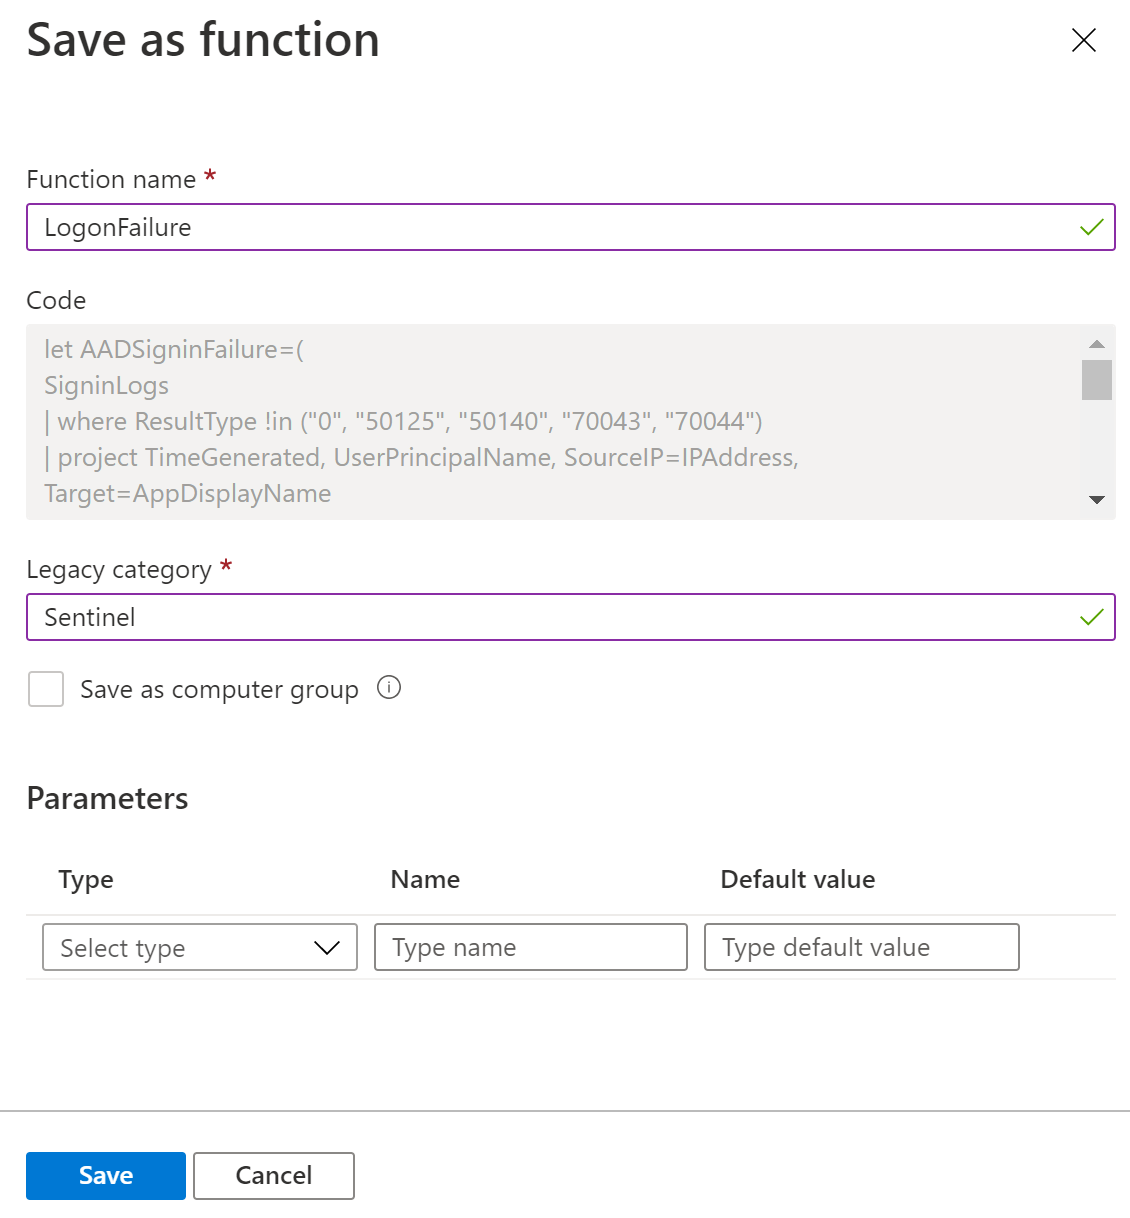 Save as function
Function name *
LogonFailure
Code
let AADSigninFailure=(
SigninLogs
| where ResultType !in ("0", "50125", "50140", "70043", "70044")
| project TimeGenerated, UserPrincipalName, SourceIP=IPAddress,
Target=AppDisplayName
Legacy category *
Sentinel
Save as computer group
Parameters
Type Name Default value
Select type Type name Type default value
Save Cancel